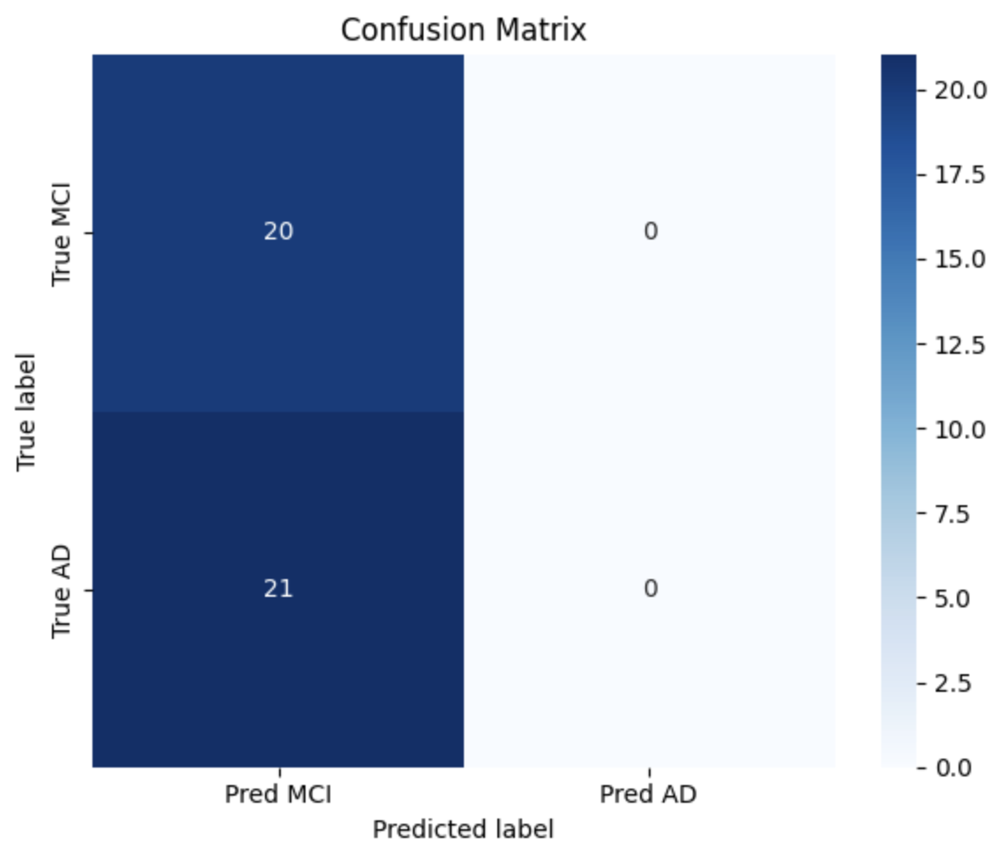 Confusion Matrix
True label
True MCI
20
0
True AD
21
0
Pred MCI
Pred AD
Predicted label
20.0
17.5
15.0
12.5
10.0
7.5
5.0
2.5
0.0